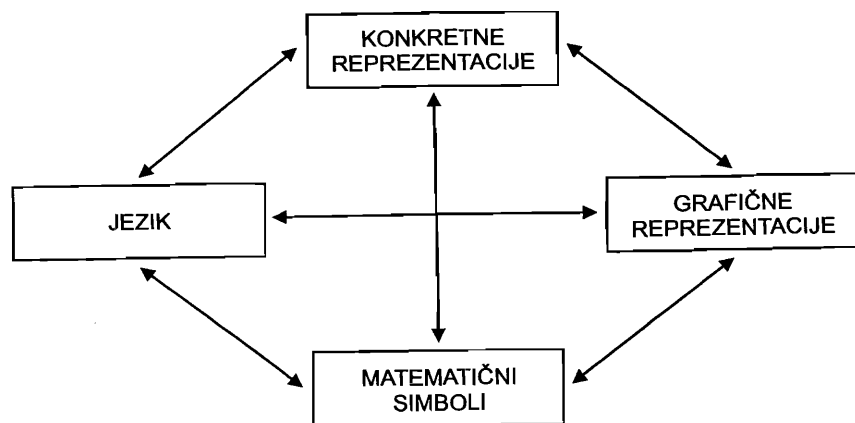 KONKRETNE
REPREZENTACIJE
JEZIK
GRAFIČNE
REPREZENTACIJE
MATEMATIČNI
SIMBOLI